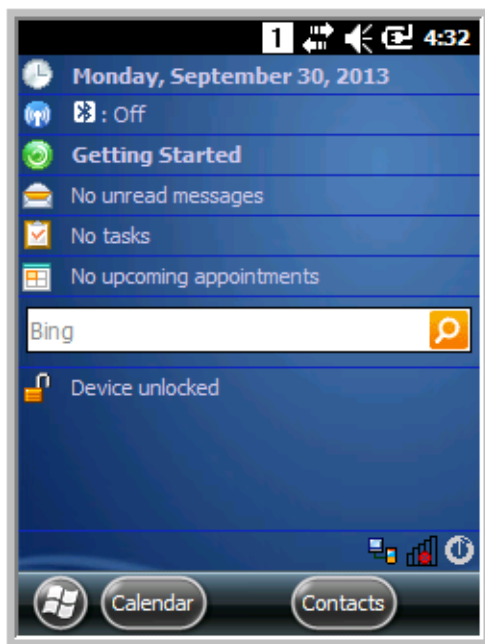 1 4:32
Monday, September 30, 2013
: Off
Getting Started
No unread messages
No tasks
No upcoming appointments
Bing
Device unlocked
Calendar Contacts